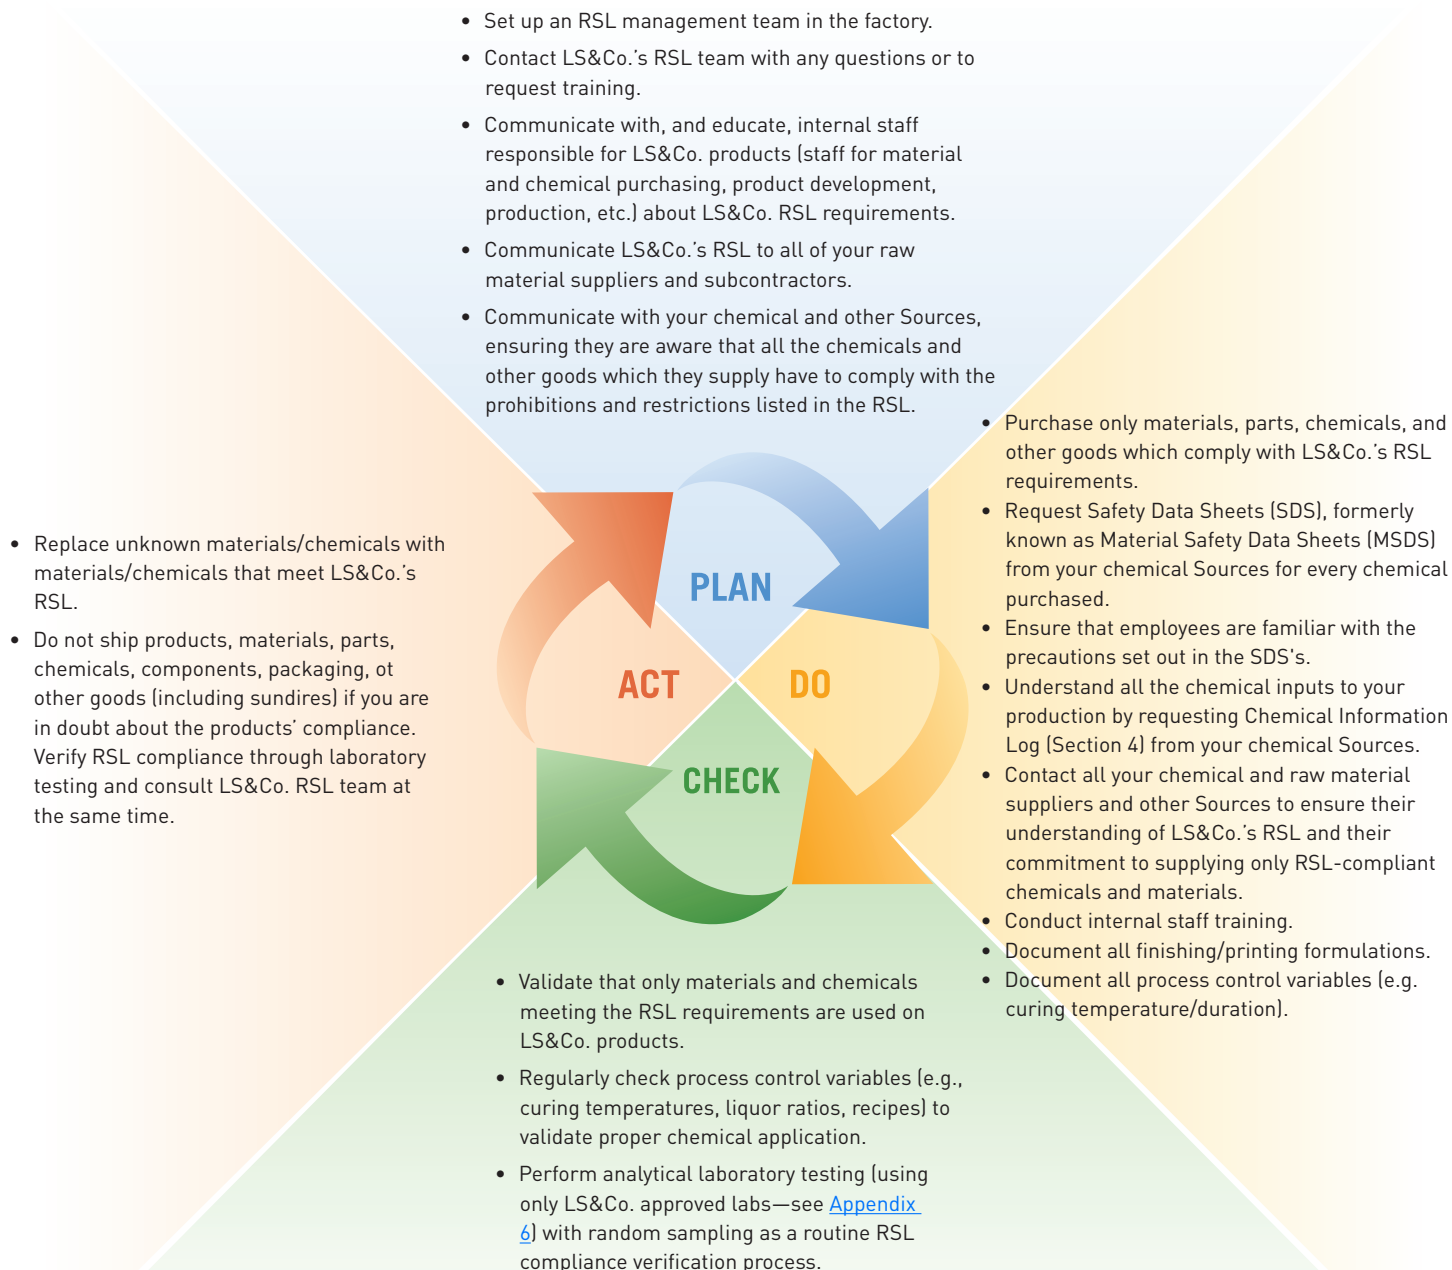 • Set up an RSL management team in the factory.
• Contact LS&Co.'s RSL team with any questions or to
request training.
• Communicate with, and educate, internal staff
responsible for LS&Co. products (staff for material
and chemical purchasing, product development,
production, etc.) about LS&Co. RSL requirements.
• Communicate LS&Co.'s RSL to all of your raw
material suppliers and subcontractors.
• Communicate with your chemical and other Sources,
ensuring they are aware that all the chemicals and
other goods which they supply have to comply with the
prohibitions and restrictions listed in the RSL.
• Purchase only materials, parts, chemicals, and
other goods which comply with LS&Co.'s RSL
requirements.
• Request Safety Data Sheets (SDS), formerly
known as Material Safety Data Sheets (MSDS)
from your chemical Sources for every chemical
purchased.
• Ensure that employees are familiar with the
precautions set out in the SDS's.
• Understand all the chemical inputs to your
production by requesting Chemical Information
Log (Section 4) from your chemical Sources.
• Contact all your chemical and raw material
suppliers and other Sources to ensure their
understanding of LS&Co.'s RSL and their
commitment to supplying only RSL-compliant
chemicals and materials.
• Conduct internal staff training.
• Document all finishing/printing formulations.
• Document all process control variables (e.g.
curing temperature/duration).
• Replace unknown materials/chemicals with
materials/chemicals that meet LS&Co.'s
RSL.
• Do not ship products, materials, parts,
chemicals, components, packaging, ot
other goods (including sundires) if you are
in doubt about the products' compliance.
Verify RSL compliance through laboratory
testing and consult LS&Co. RSL team at
the same time.
PLAN
ACT
DO
CHECK
• Validate that only materials and chemicals
meeting the RSL requirements are used on
LS&Co. products.
• Regularly check process control variables (e.g.,
curing temperatures, liquor ratios, recipes) to
validate proper chemical application.
• Perform analytical laboratory testing (using
only LS&Co. approved labs—see Appendix
6) with random sampling as a routine RSL
compliance verification process.